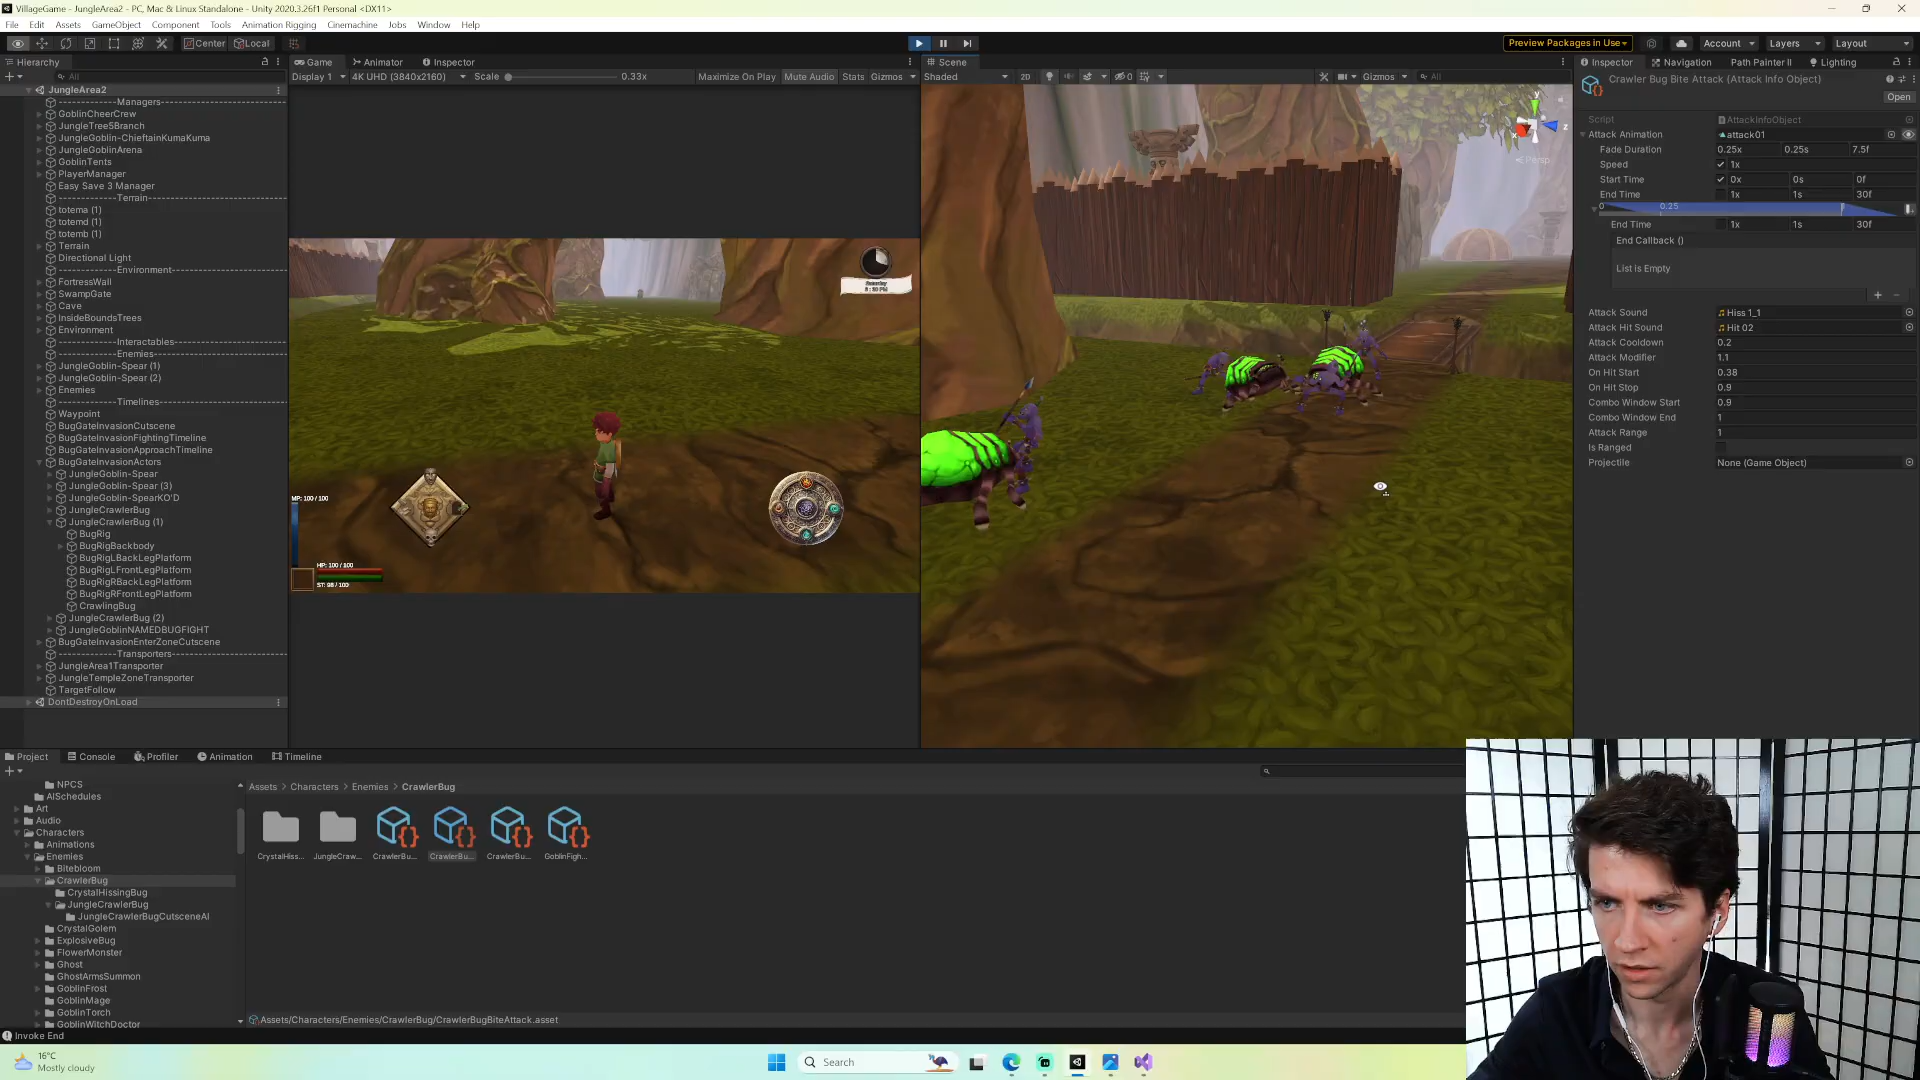 VillageGame - JungleArea2 - PC, Mac & Linux Standalone - Unity 2020.3.26f1 Personal <DX11>
File Edit Assets GameObject Component Tools Animation Rigging Cinemachine Jobs Window Help
Center Local
Preview Packages in Use
Account
Layers
Layout
Hierarchy
All
JungleArea2
------------Managers------------
GoblinCheerCrew
JungleTree5Branch
JungleGoblin-ChieftainKumaKuma
JungleGoblinArena
GoblinTents
PlayerManager
Easy Save 3 Manager
------------Terrain------------
totema (1)
totemd (1)
totemb (1)
Terrain
Directional Light
------------Environment------------
FortressWall
SwampGate
Cave
InsideBoundsTrees
Environment
------------Interactables------------
------------Enemies------------
JungleGoblin-Spear (1)
JungleGoblin-Spear (2)
Enemies
------------Timelines------------
Waypoint
BugGateInvasionCutscene
BugGateInvasionFightingTimeline
BugGateInvasionApproachTimeline
BugGateInvasionActors
JungleGoblin-Spear
JungleGoblin-Spear (3)
JungleGoblin-SpearKO'D
JungleCrawlerBug
JungleCrawlerBug (1)
BugRig
BugRigBackbody
BugRigLBackLegPlatform
BugRigLFrontLegPlatform
BugRigRBackLegPlatform
BugRigRFrontLegPlatform
CrawlingBug
JungleCrawlerBug (2)
JungleGoblinNAMEDBUGFIGHT
BugGateInvasionEnterZoneCutscene
------------Transporters------------
JungleArea1Transporter
JungleTempleZoneTransporter
TargetFollow
DontDestroyOnLoad
Game Animator Inspector
Display 1 4K UHD (3840x2160) Scale 0.33x Maximize On Play Mute Audio Stats Gizmos
MP: 100 / 100
HP: 100 / 100
ST: 98 / 100
Scene
Shaded 2D 0 Gizmos All
y
x
z
Persp
Inspector Navigation Path Painter II Lighting
Crawler Bug Bite Attack (Attack Info Object)
Open
Script AttackInfoObject
Attack Animation attack01
Fade Duration 0.25x 0.25s 7.5f
Speed 1x
Start Time 0x 0s 0f
End Time 1x 1s 30f
0 0.25
End Time 1x 1s 30f
End Callback ()
List is Empty
Attack Sound Hiss 1_1
Attack Hit Sound Hit 02
Attack Cooldown 0.2
Attack Modifier 1.1
On Hit Start 0.38
On Hit Stop 0.9
Combo Window Start 0.9
Combo Window End 1
Attack Range 1
Is Ranged
Projectile None (Game Object)
Project Console Profiler Animation Timeline
NPCS
AISchedules
Art
Audio
Characters
Animations
Enemies
Bitebloom
CrawlerBug
CrystalHissingBug
JungleCrawlerBug
JungleCrawlerBugCutsceneAI
CrystalGolem
ExplosiveBug
FlowerMonster
Ghost
GhostArmsSummon
GoblinFrost
GoblinMage
GoblinTorch
GoblinWitchDoctor
Assets > Characters > Enemies > CrawlerBug
CrystalHiss... JungleCraw... CrawlerBu... CrawlerBu... CrawlerBu... GoblinFigh...
Assets/Characters/Enemies/CrawlerBug/CrawlerBugBiteAttack.asset
Invoke End
16°C
Mostly cloudy
Search